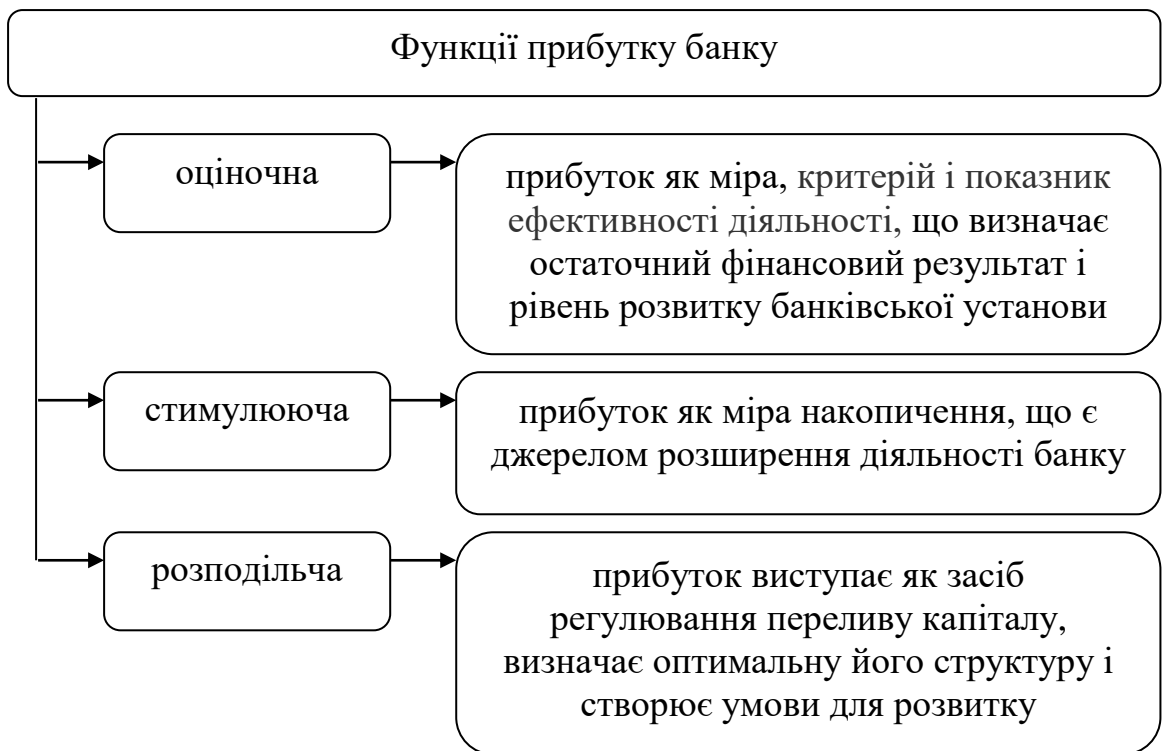 Функції прибутку банку
оціночна
прибуток як міра, критерій і показник
ефективності діяльності, що визначає
остаточний фінансовий результат і
рівень розвитку банківської установи
стимулююча
прибуток як міра накопичення, що є
джерелом розширення діяльності банку
розподільча
прибуток виступає як засіб
регулювання переливу капіталу,
визначає оптимальну його структуру і
створює умови для розвитку